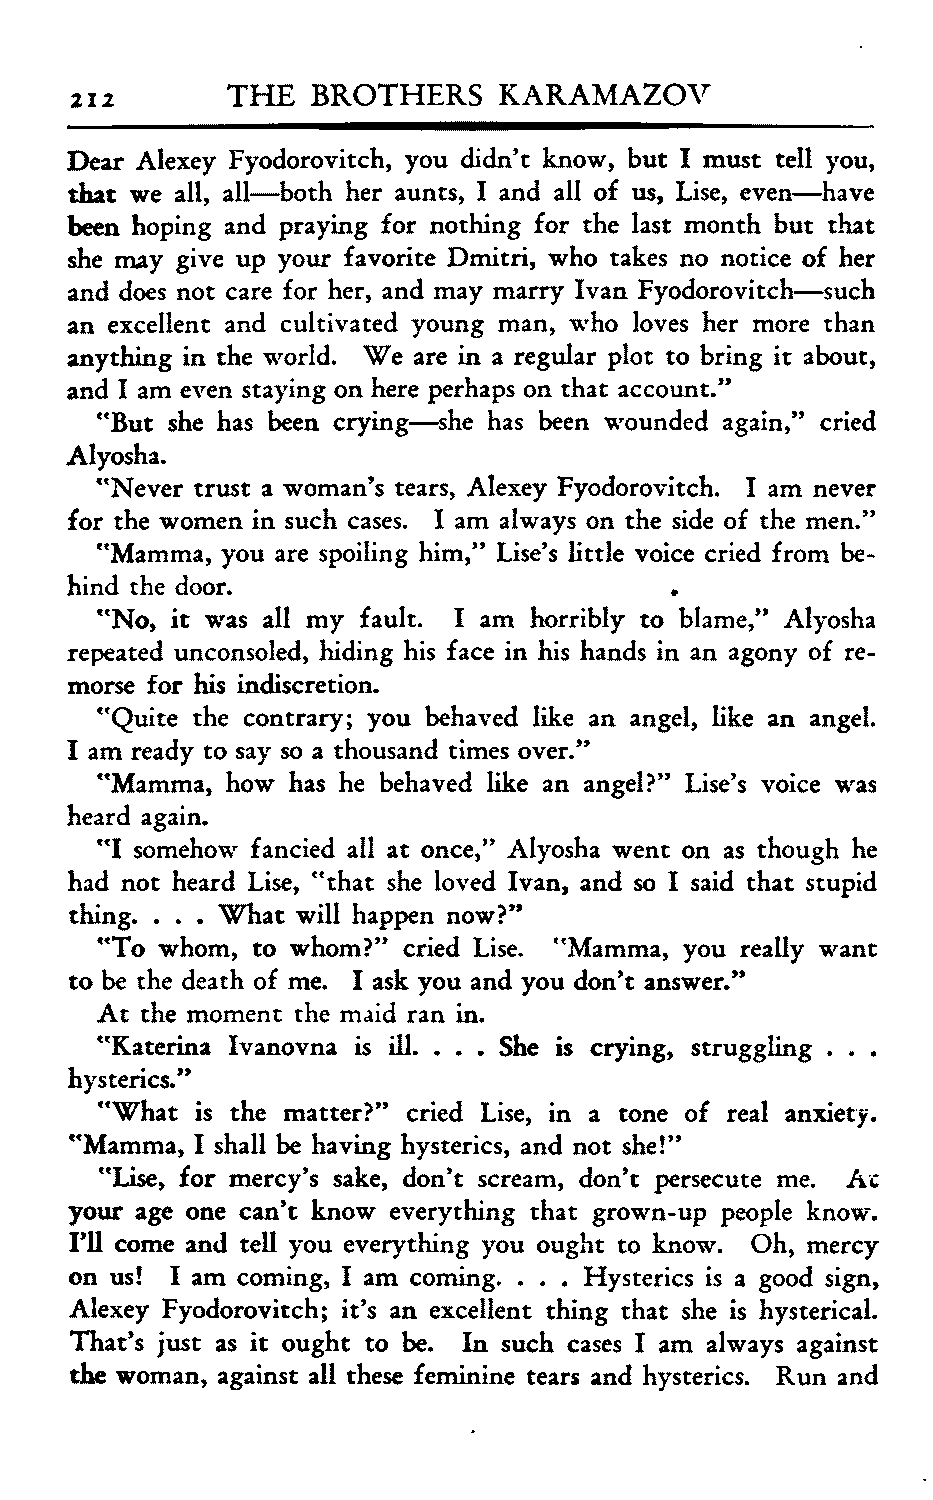 212 THE BROTHERS KARAMAZOV
Dear Alexey Fyodorovitch, you didn't know, but I must tell you,
that we all, all—both her aunts, I and all of us, Lise, even—have
been hoping and praying for nothing for the last month but that
she may give up your favorite Dmitri, who takes no notice of her
and does not care for her, and may marry Ivan Fyodorovitch—such
an excellent and cultivated young man, who loves her more than
anything in the world. We are in a regular plot to bring it about,
and I am even staying on here perhaps on that account."
"But she has been crying—she has been wounded again," cried
Alyosha.
"Never trust a woman's tears, Alexey Fyodorovitch. I am never
for the women in such cases. I am always on the side of the men."
"Mamma, you are spoiling him," Lise's little voice cried from be-
hind the door.
"No, it was all my fault. I am horribly to blame," Alyosha
repeated unconsoled, hiding his face in his hands in an agony of re-
morse for his indiscretion.
"Quite the contrary; you behaved like an angel, like an angel.
I am ready to say so a thousand times over."
"Mamma, how has he behaved like an angel?" Lise's voice was
heard again.
"I somehow fancied all at once," Alyosha went on as though he
had not heard Lise, "that she loved Ivan, and so I said that stupid
thing. . . . What will happen now?"
"To whom, to whom?" cried Lise. "Mamma, you really want
to be the death of me. I ask you and you don't answer."
At the moment the maid ran in.
"Katerina Ivanovna is ill. . . . She is crying, struggling . . .
hysterics."
"What is the matter?" cried Lise, in a tone of real anxiety.
"Mamma, I shall be having hysterics, and not she!"
"Lise, for mercy's sake, don't scream, don't persecute me. At
your age one can't know everything that grown-up people know.
I'll come and tell you everything you ought to know. Oh, mercy
on us! I am coming, I am coming. . . . Hysterics is a good sign,
Alexey Fyodorovitch; it's an excellent thing that she is hysterical.
That's just as it ought to be. In such cases I am always against
the woman, against all these feminine tears and hysterics. Run and